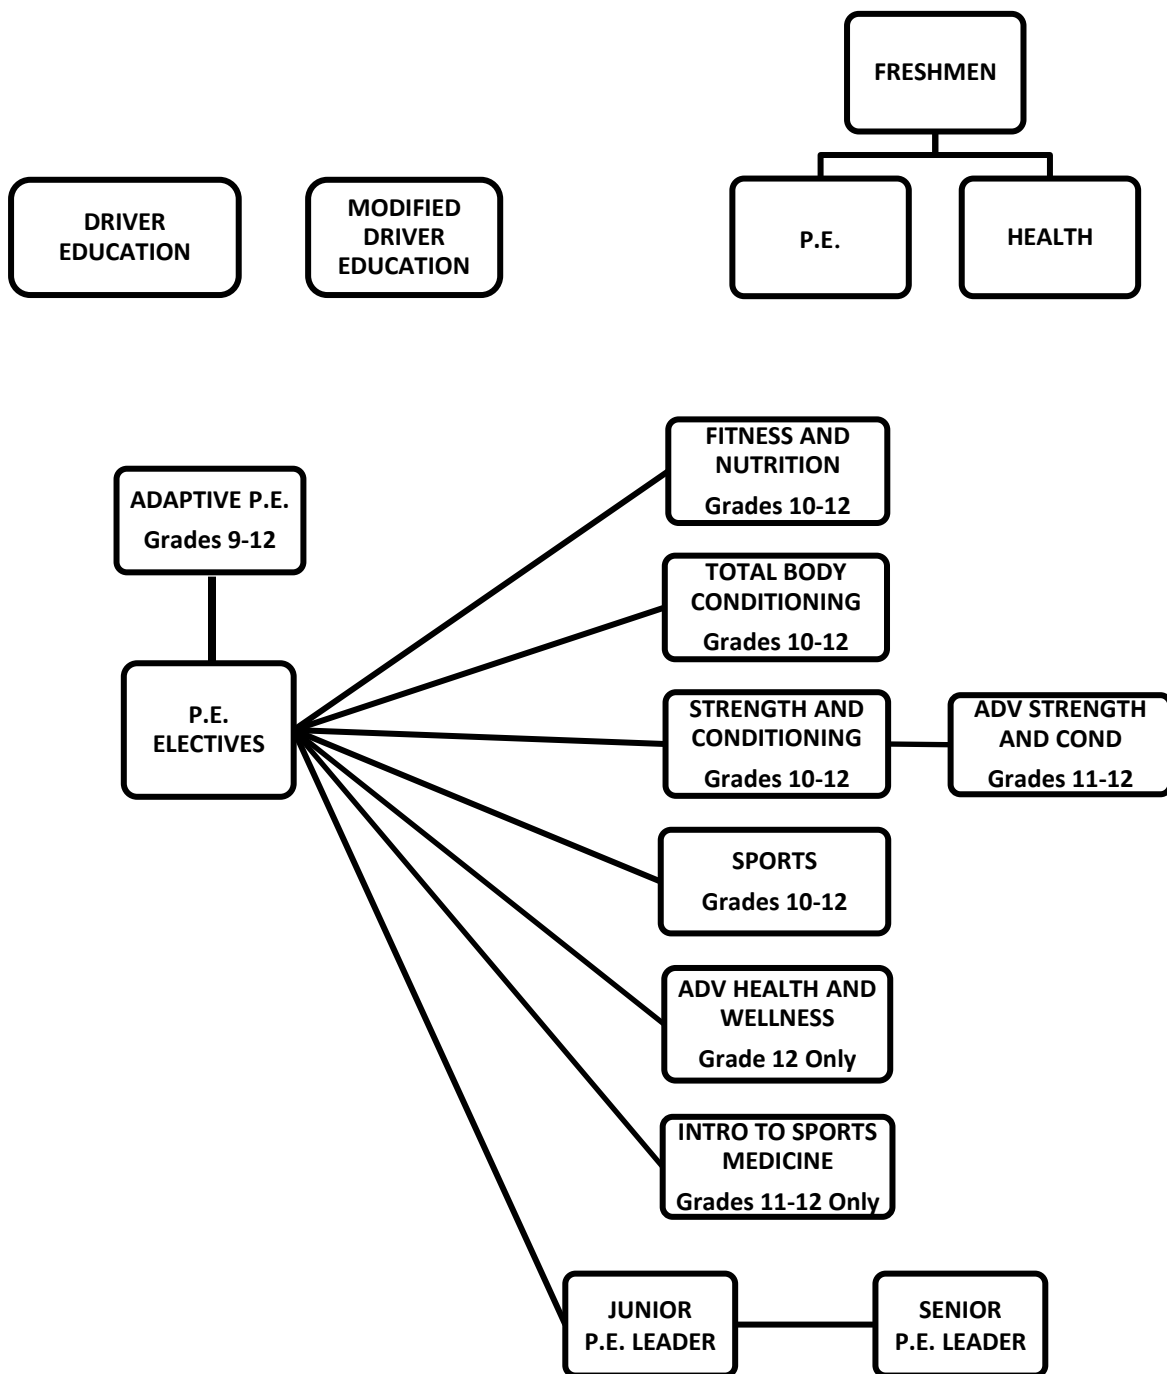 FRESHMEN
P.E.
HEALTH
DRIVER
EDUCATION
MODIFIED
DRIVER
EDUCATION
ADAPTIVE P.E.
Grades 9-12
P.E.
ELECTIVES
FITNESS AND
NUTRITION
Grades 10-12
TOTAL BODY
CONDITIONING
Grades 10-12
STRENGTH AND
CONDITIONING
Grades 10-12
ADV STRENGTH
AND COND
Grades 11-12
SPORTS
Grades 10-12
ADV HEALTH AND
WELLNESS
Grade 12 Only
INTRO TO SPORTS
MEDICINE
Grades 11-12 Only
JUNIOR
P.E. LEADER
SENIOR
P.E. LEADER